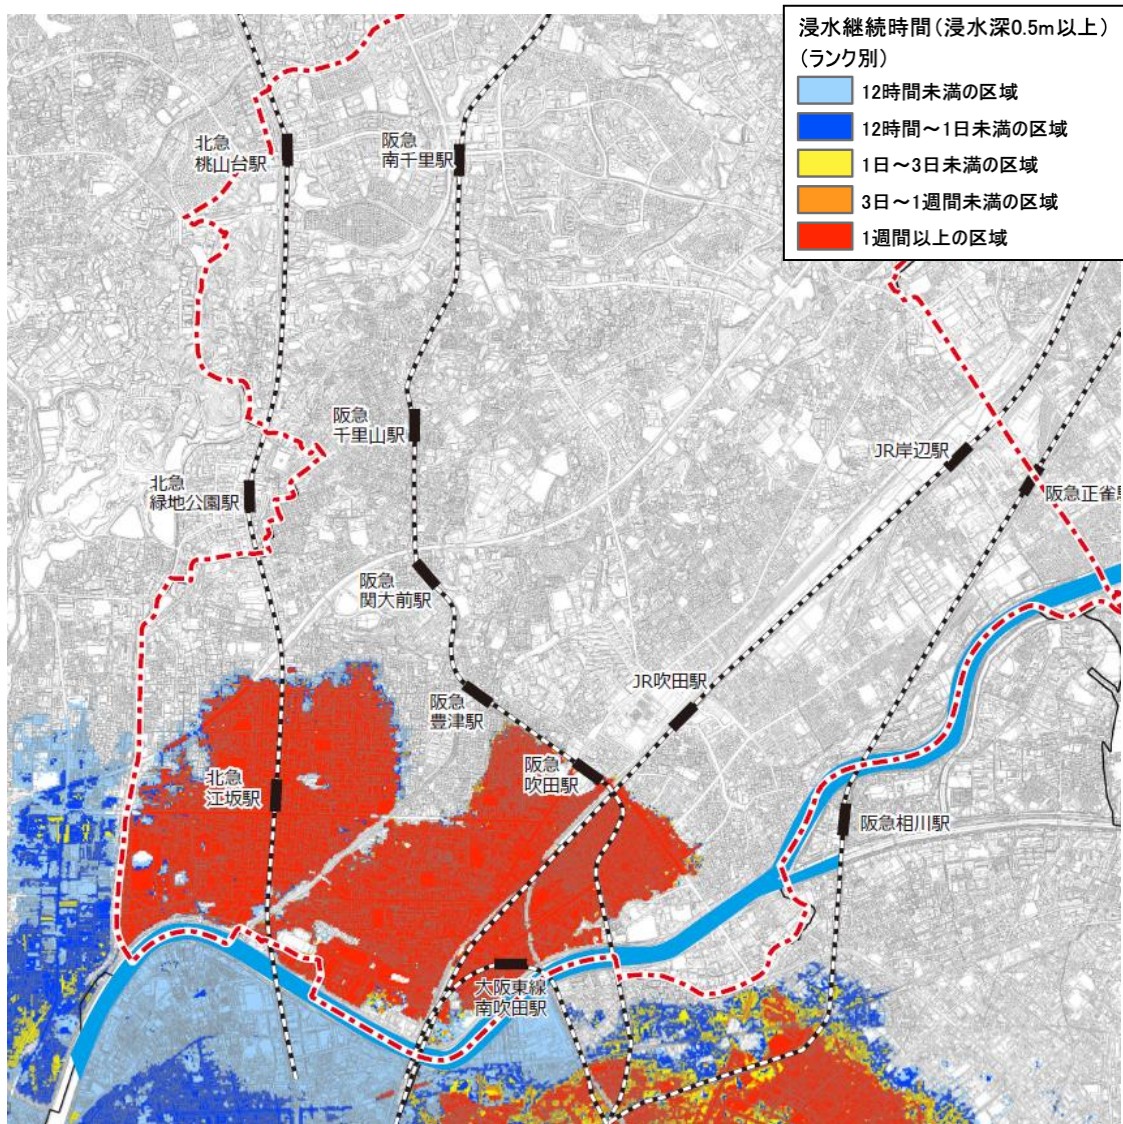 浸水継続時間(浸水深0.5m以上)
(ランク別)
12時間未満の区域
12時間～1日未満の区域
1日～3日未満の区域
3日～1週間未満の区域
1週間以上の区域
北急
桃山台駅
阪急
南千里駅
阪急
千里山駅
JR岸辺駅
北急
緑地公園駅
阪急正雀駅
阪急
関大前駅
JR吹田駅
阪急
豊津駅
阪急
吹田駅
北急
江坂駅
阪急相川駅
大阪東線
南吹田駅